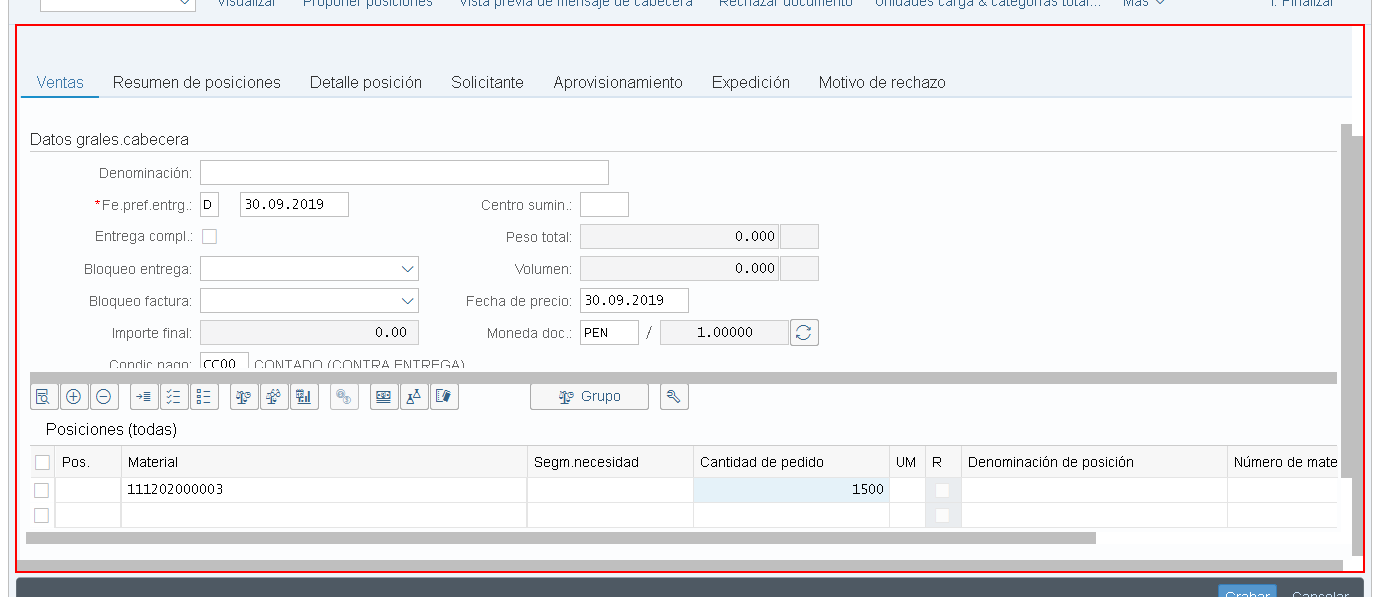 Visualizar Proponer posiciones Vista previa de mensaje de cabecera Rechazar documento Unidades carga & categorías total... Más Finalizar
Ventas Resumen de posiciones Detalle posición Solicitante Aprovisionamiento Expedición Motivo de rechazo
Datos grales.cabecera
Denominación:
*Fe.pref.entrg.: D 30.09.2019 Centro sumin.:
Entrega compl.: Peso total: 0.000
Bloqueo entrega: Volumen: 0.000
Bloqueo factura: Fecha de precio: 30.09.2019
Importe final: 0.00 Moneda doc.: PEN / 1.00000
Condic.pago: CC00 CONTADO (CONTRA ENTREGA)
Grupo
Posiciones (todas)
Pos. Material Segm.necesidad Cantidad de pedido UM R Denominación de posición Número de mate
111202000003 1500
Grabar Cancelar